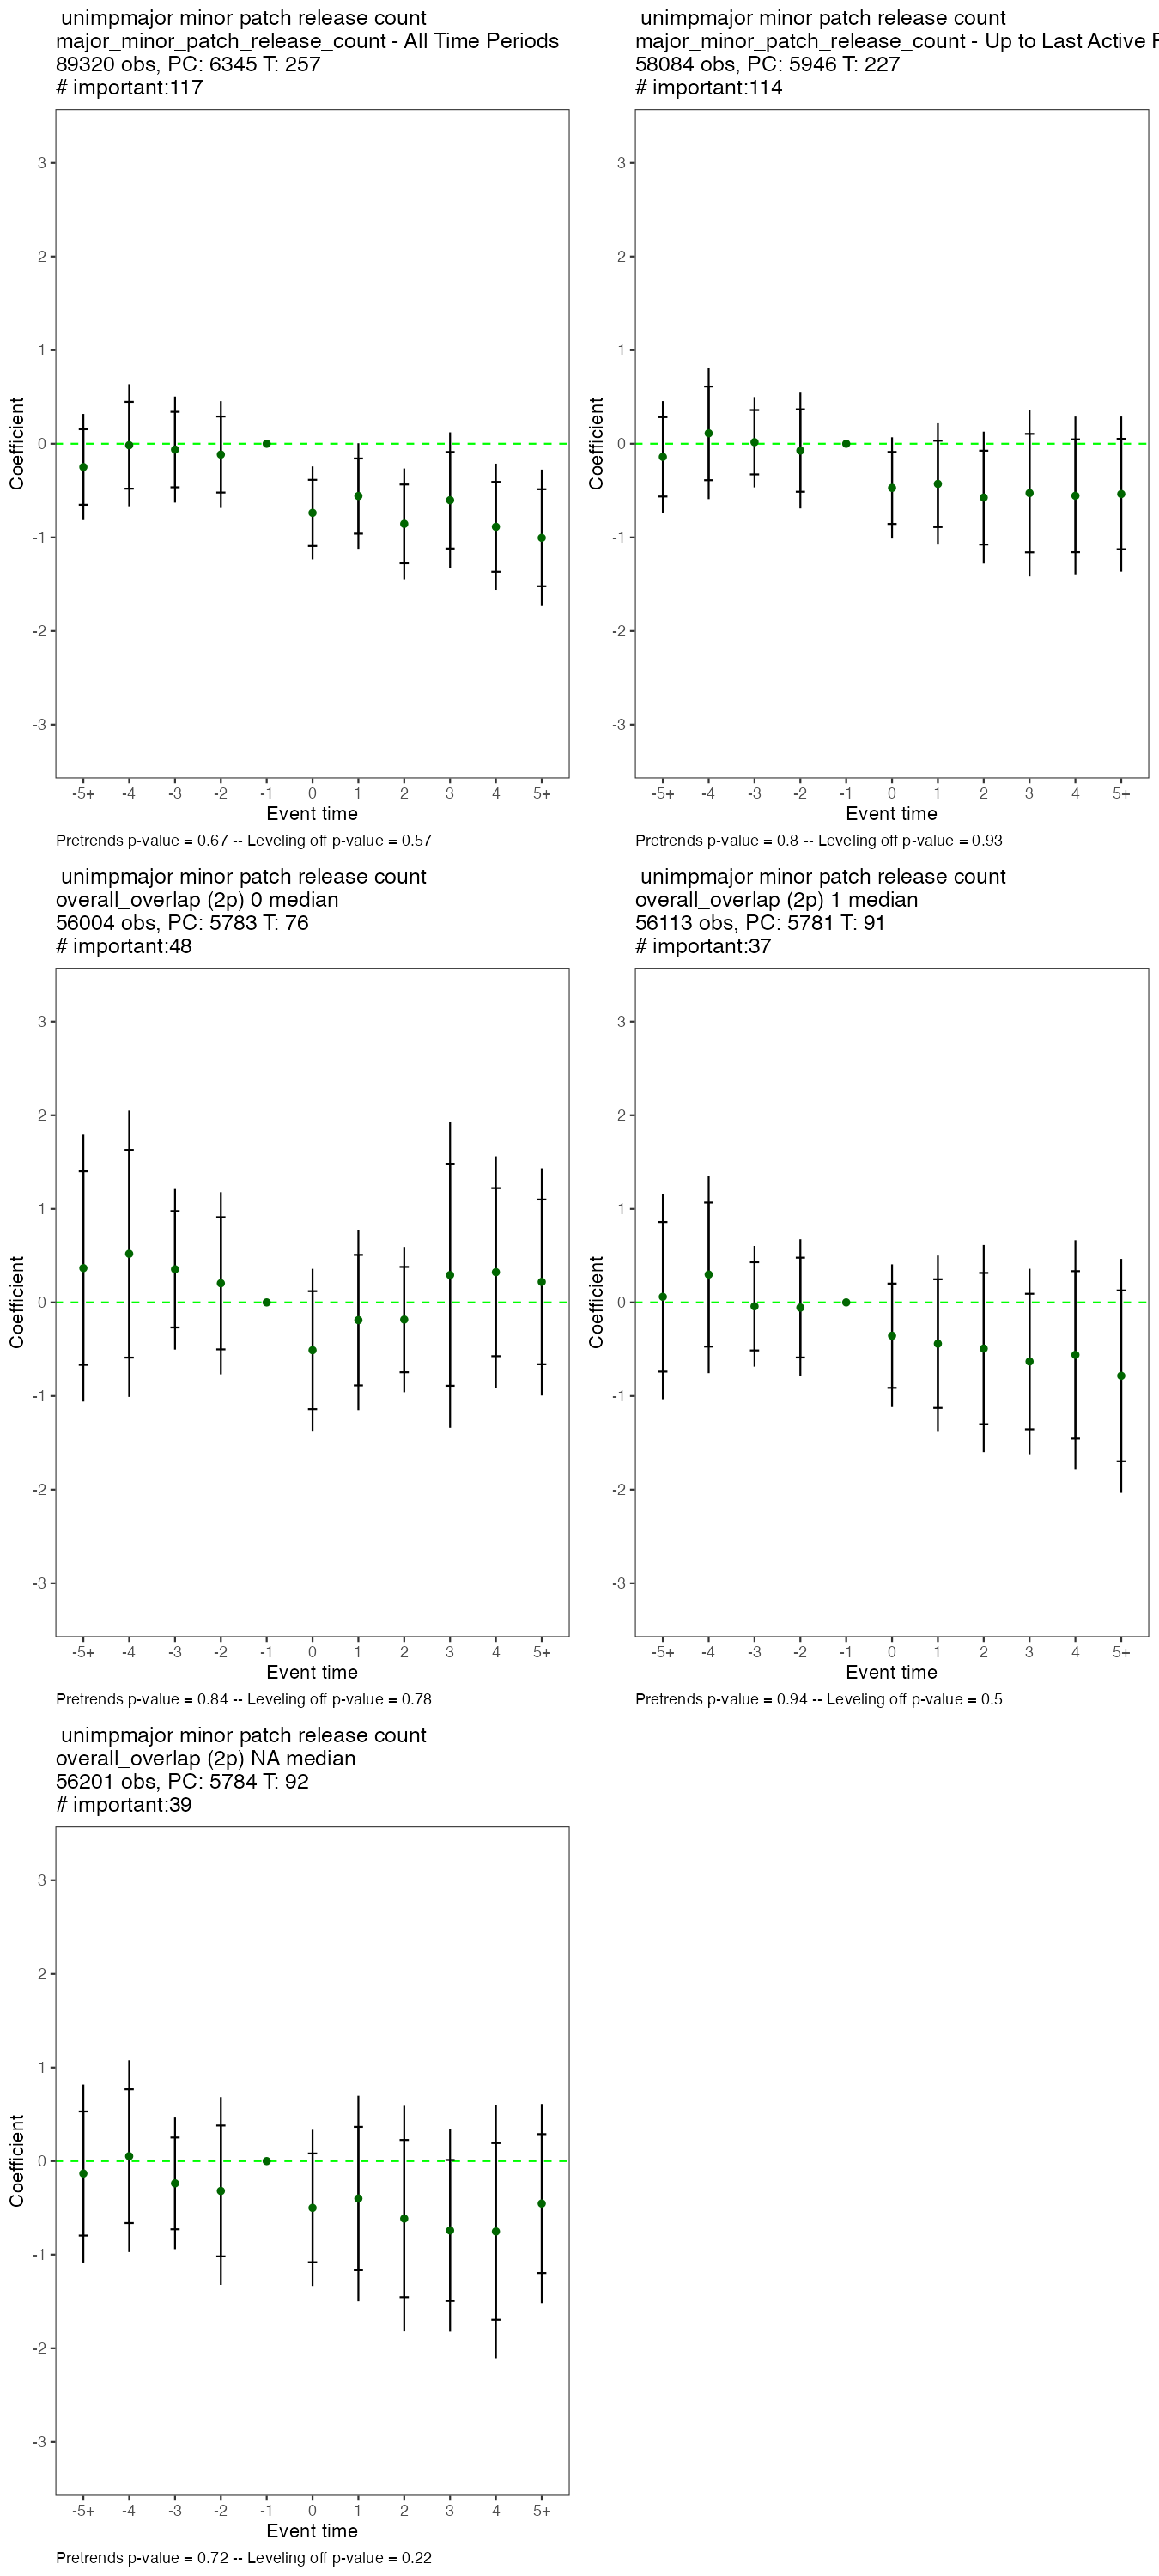 unimpmajor minor patch release count
major_minor_patch_release_count - All Time Periods
89320 obs, PC: 6345 T: 257
# important:117
3
2
1
0
-1
-2
-3
Coefficient
-5+ -4 -3 -2 -1 0 1 2 3 4 5+
Event time
Pretrends p-value = 0.67 -- Leveling off p-value = 0.57
unimpmajor minor patch release count
major_minor_patch_release_count - Up to Last Active P
58084 obs, PC: 5946 T: 227
# important:114
3
2
1
0
-1
-2
-3
Coefficient
-5+ -4 -3 -2 -1 0 1 2 3 4 5+
Event time
Pretrends p-value = 0.8 -- Leveling off p-value = 0.93
unimpmajor minor patch release count
overall_overlap (2p) 0 median
56004 obs, PC: 5783 T: 76
# important:48
3
2
1
0
-1
-2
-3
Coefficient
-5+ -4 -3 -2 -1 0 1 2 3 4 5+
Event time
Pretrends p-value = 0.84 -- Leveling off p-value = 0.78
unimpmajor minor patch release count
overall_overlap (2p) 1 median
56113 obs, PC: 5781 T: 91
# important:37
3
2
1
0
-1
-2
-3
Coefficient
-5+ -4 -3 -2 -1 0 1 2 3 4 5+
Event time
Pretrends p-value = 0.94 -- Leveling off p-value = 0.5
unimpmajor minor patch release count
overall_overlap (2p) NA median
56201 obs, PC: 5784 T: 92
# important:39
3
2
1
0
-1
-2
-3
Coefficient
-5+ -4 -3 -2 -1 0 1 2 3 4 5+
Event time
Pretrends p-value = 0.72 -- Leveling off p-value = 0.22